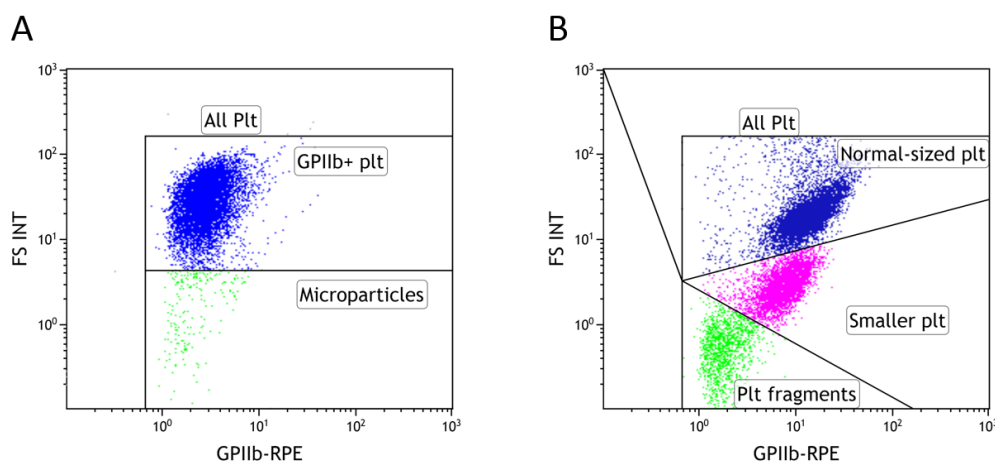 A
B
10³
10²
10¹
10⁰
FS INT
All Plt
GPIIb+ plt
Microparticles
10⁰ 10¹ 10² 10³
GPIIb-RPE
10³
10²
10¹
10⁰
FS INT
All Plt
Normal-sized plt
Smaller plt
Plt fragments
10⁰ 10¹ 10² 10³
GPIIb-RPE